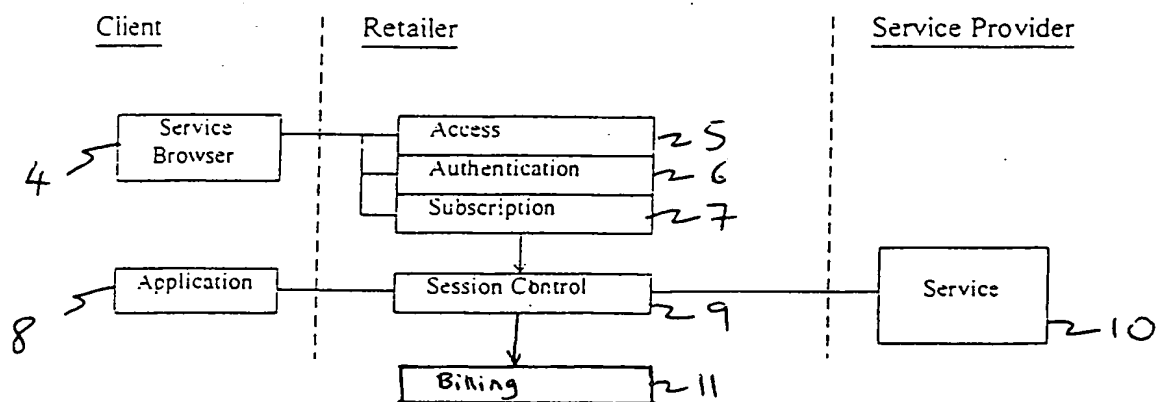 Client Retailer Service Provider
Service
Browser
Access
5
4
Authentication
6
Subscription
7
Application
Session Control
Service
8
9
10
Billing
11